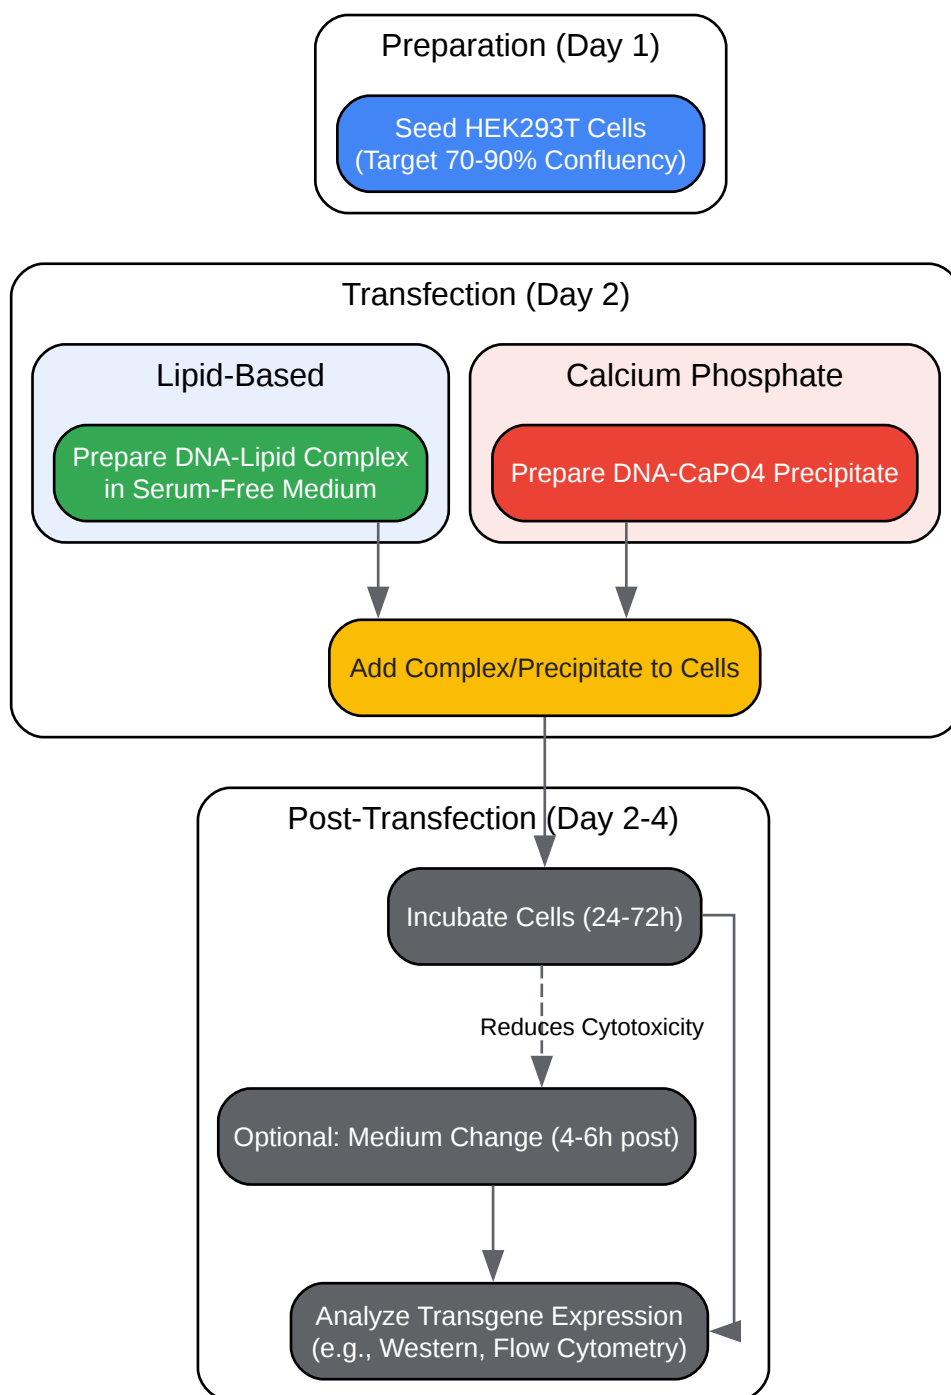 Preparation (Day 1)
Seed HEK293T Cells
(Target 70-90% Confluency)
Transfection (Day 2)
Lipid-Based
Prepare DNA-Lipid Complex
in Serum-Free Medium
Calcium Phosphate
Prepare DNA-CaPO4 Precipitate
Add Complex/Precipitate to Cells
Post-Transfection (Day 2-4)
Incubate Cells (24-72h)
Reduces Cytotoxicity
Optional: Medium Change (4-6h post)
Analyze Transgene Expression
(e.g., Western, Flow Cytometry)